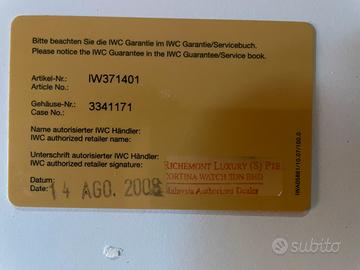 Bitte beachten Sie die IWC Garantie im IWC Garantie/Servicebuch.
Please notice the IWC Guarantee in the IWC Guarantee/Service book.
Artikel-Nr.: IW371401
Article No.:
Gehäuse-Nr.: 3341171
Case No.:
Name autorisierter IWC Händler:
IWC authorized retailer name:
Unterschrift autorisierter IWC Händler:
IWC authorized retailer signature:
RICHEMONT LUXURY (S) PTE
CORTINA WATCH SDN BHD
Malaysia Authorized Dealer
Datum:
Date:
14 AGO. 2008
subito